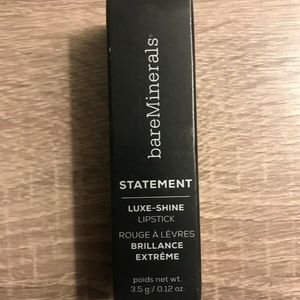 bareMinerals®
STATEMENT
LUXE-SHINE
LIPSTICK
ROUGE À LÈVRES
BRILLANCE
EXTRÊME
poids net wt.
3.5 g / 0.12 oz.